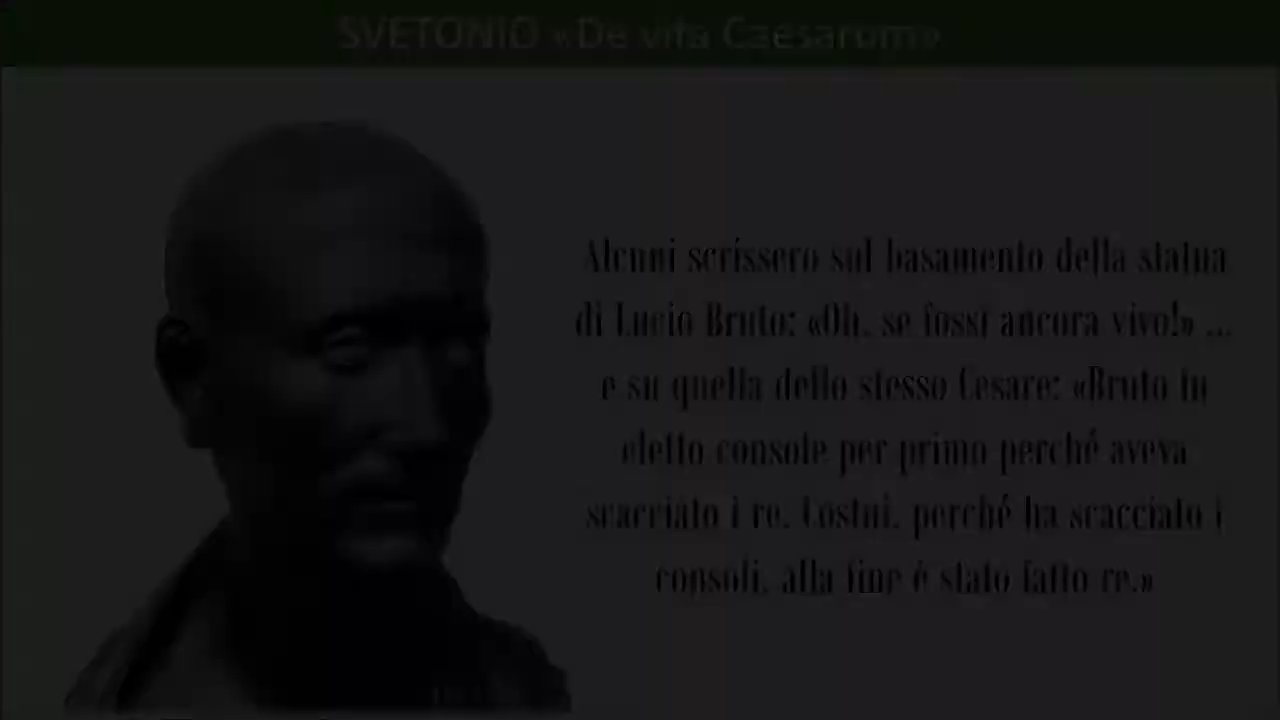 SVETONIO «De vita Caesarum»
Alcuni scrissero sul basamento della statua
di Lucio Bruto: «Oh, se fossi ancora vivo!» ...
e su quella dello stesso Cesare: «Bruto fu
eletto console per primo perché aveva
scacciato i re. Costui, perché ha scacciato i
consoli, alla fine è stato fatto re.»